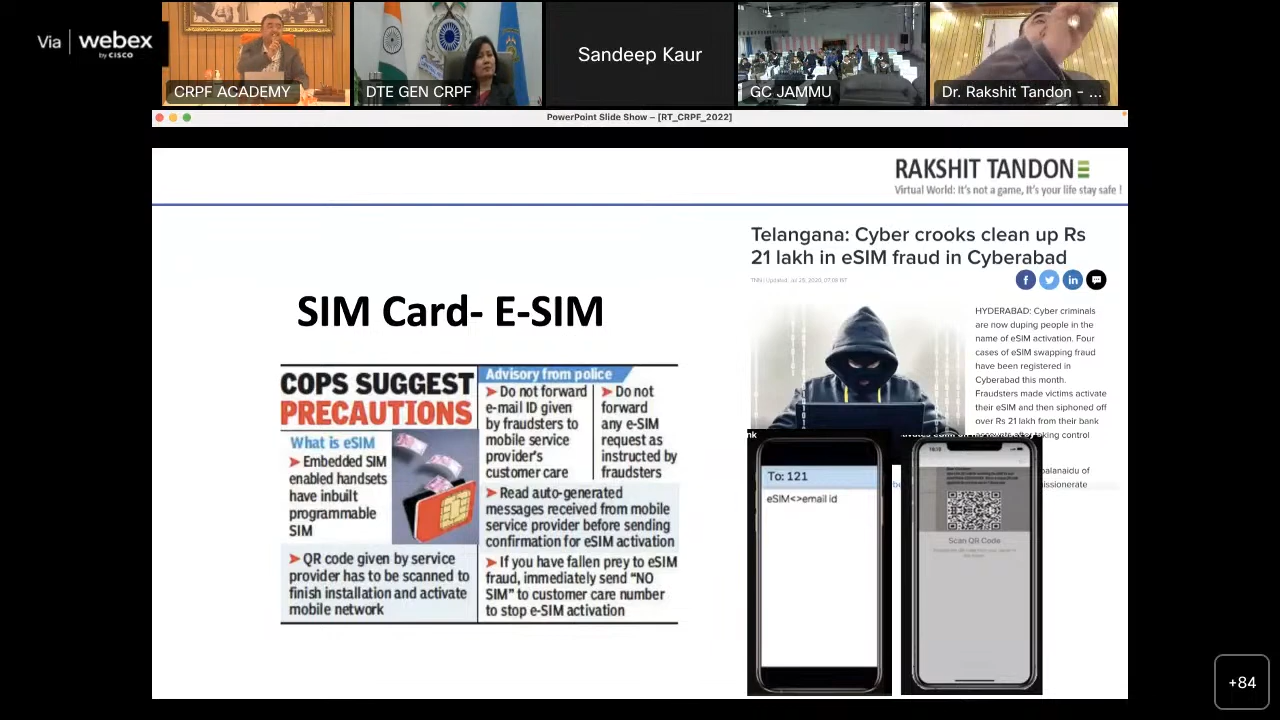 Via | webex
by CISCO
CRPF ACADEMY
DTE GEN CRPF
Sandeep Kaur
GC JAMMU
Dr. Rakshit Tandon - ...
PowerPoint Slide Show – [RT_CRPF_2022]
RAKSHIT TANDON
Virtual World: It's not a game, It's your life stay safe !
Telangana: Cyber crooks clean up Rs
21 lakh in eSIM fraud in Cyberabad
HYDERABAD: Cyber criminals
are now duping people in the
name of eSIM activation. Four
cases of eSIM swapping fraud
have been registered in
Cyberabad this month.
Fraudsters made victims activate
their eSIM and then siphoned off
over Rs 21 lakh from their bank
taking control
SIM Card- E-SIM
COPS SUGGEST
PRECAUTIONS
What is eSIM
➤ Embedded SIM
enabled handsets
have inbuilt
programmable
SIM
➤ QR code given by service
provider has to be scanned to
finish installation and activate
mobile network
Advisory from police
➤ Do not forward
e-mail ID given
by fraudsters to
mobile service
provider's
customer care
➤ Do not
forward
any e-SIM
request as
instructed by
fraudsters
➤ Read auto-generated
messages received from mobile
service provider before sending
confirmation for eSIM activation
➤ If you have fallen prey to eSIM
fraud, immediately send “NO
SIM” to customer care number
to stop e-SIM activation
To: 121
eSIM<>email id
Scan QR Code
+84